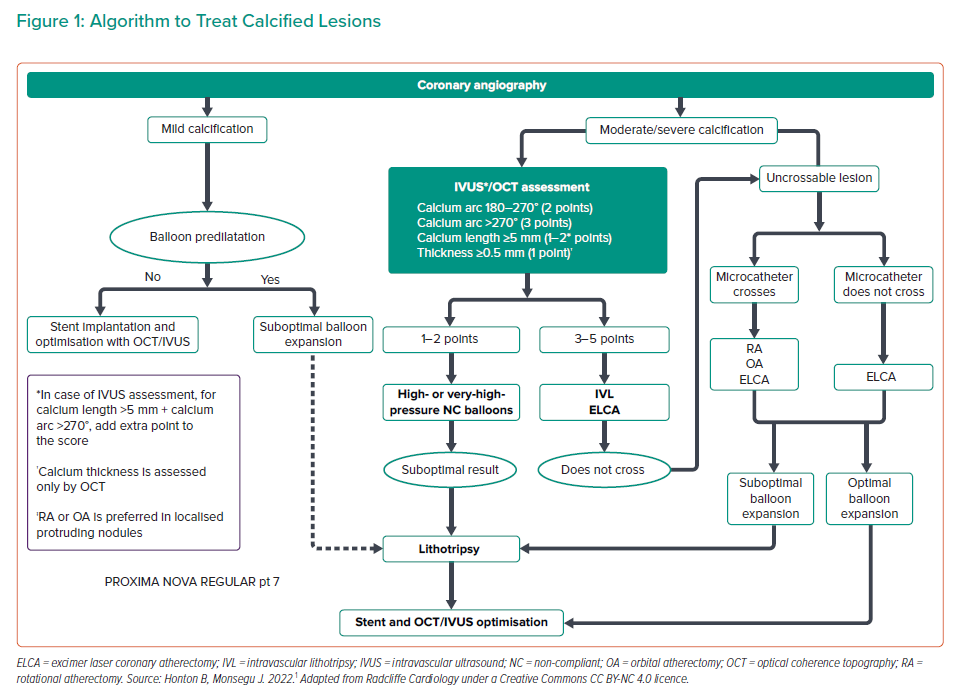 Figure 1: Algorithm to Treat Calcified Lesions
Coronary angiography
Mild calcification
Moderate/severe calcification
Balloon predilatation
No
Yes
Stent implantation and
optimisation with OCT/IVUS
Suboptimal balloon
expansion
IVUS*/OCT assessment
Calcium arc 180–270° (2 points)
Calcium arc >270° (3 points)
Calcium length ≥5 mm (1–2* points)
Thickness ≥0.5 mm (1 point)†
Uncrossable lesion
Microcatheter
crosses
Microcatheter
does not cross
1–2 points
3–5 points
RA
OA
ELCA
ELCA
High- or very-high-
pressure NC balloons
IVL
ELCA
Suboptimal result
Does not cross
Suboptimal
balloon
expansion
Optimal
balloon
expansion
Lithotripsy
Stent and OCT/IVUS optimisation
*In case of IVUS assessment, for
calcium length >5 mm + calcium
arc >270°, add extra point to
the score
†Calcium thickness is assessed
only by OCT
‡RA or OA is preferred in localised
protruding nodules
PROXIMA NOVA REGULAR pt 7
ELCA = excimer laser coronary atherectomy; IVL = intravascular lithotripsy; IVUS = intravascular ultrasound; NC = non-compliant; OA = orbital atherectomy; OCT = optical coherence topography; RA =
rotational atherectomy. Source: Honton B, Monsegu J. 2022.¹ Adapted from Radcliffe Cardiology under a Creative Commons CC BY-NC 4.0 licence.